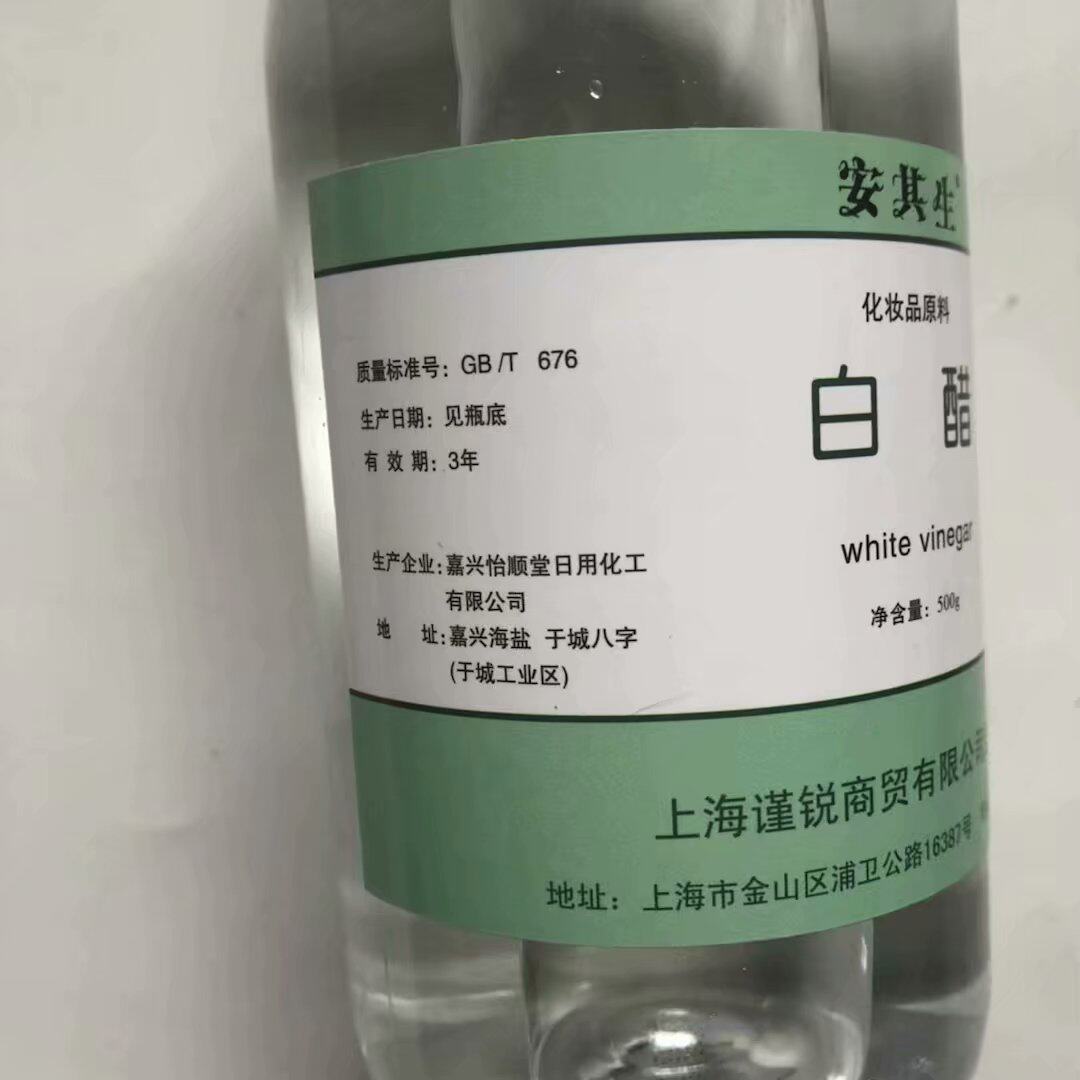 安其生
化妆品原料
白 醋
white vinegar
净含量：500g
质量标准号：GB /T 676
生产日期：见瓶底
有 效 期：3年
生产企业：嘉兴怡顺堂日用化工
有限公司
地 址：嘉兴海盐 于城八字
(于城工业区)
上海谨锐商贸有限公司
地址： 上海市金山区浦卫公路16387号